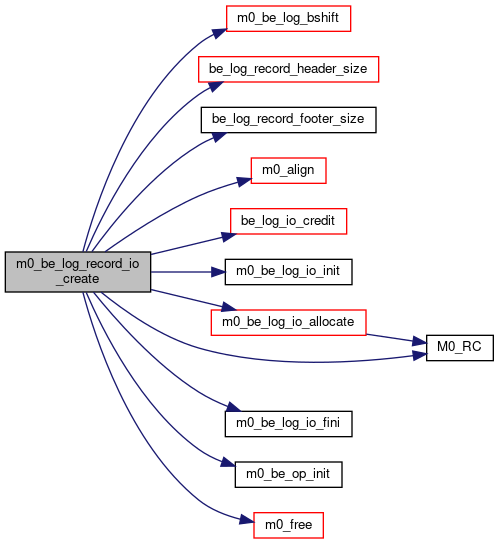 m0_be_log_bshift
be_log_record_header_size
be_log_record_footer_size
m0_align
be_log_io_credit
m0_be_log_record_io
_create
m0_be_log_io_init
m0_be_log_io_allocate
M0_RC
m0_be_log_io_fini
m0_be_op_init
m0_free